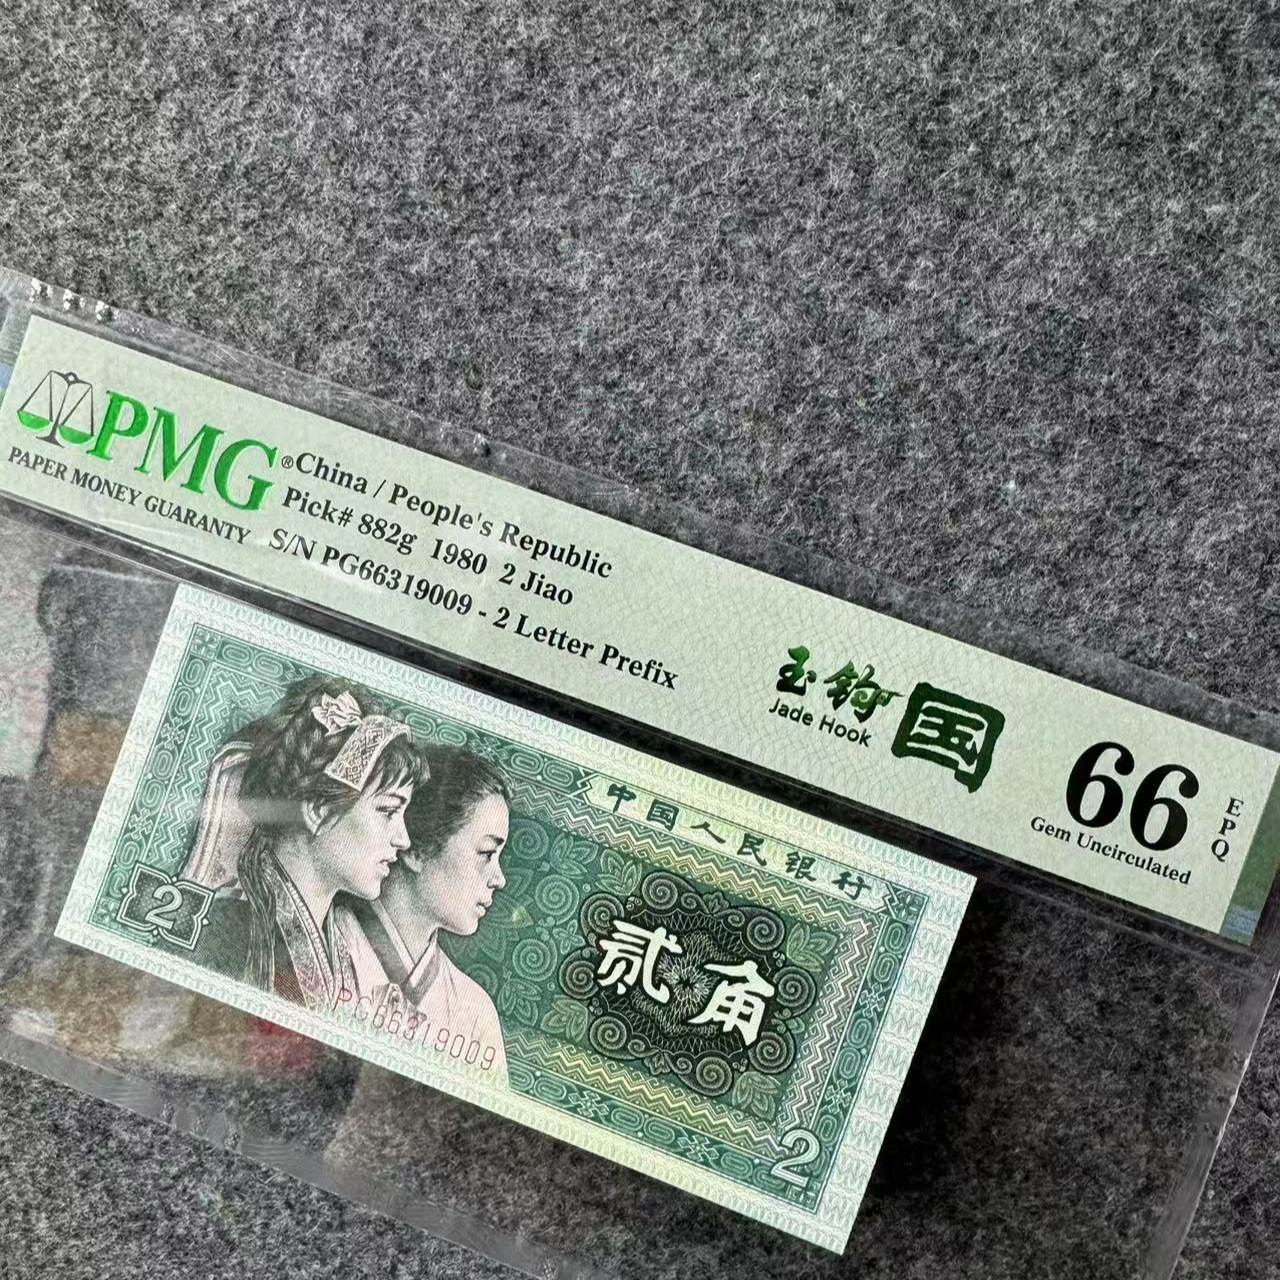 PMG®
PAPER MONEY GUARANTY
China / People's Republic
Pick# 882g 1980 2 Jiao
S/N PG66319009 - 2 Letter Prefix
玉钩国
Jade Hook
66
EPQ
Gem Uncirculated
中国人民银行
贰角
2
PG66319009
2